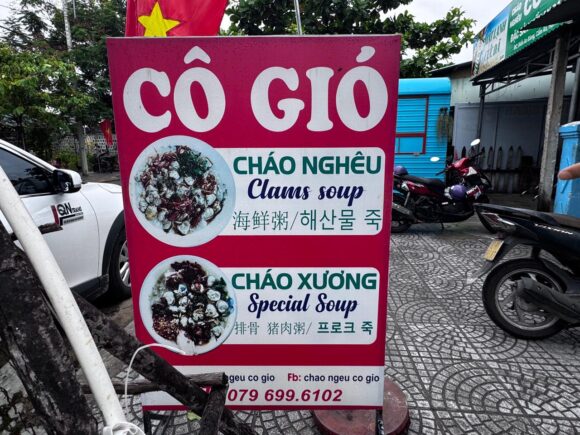 CÔ GIÓ
CHÁO NGHÊU
Clams soup
海鲜粥/해산물 죽
CHÁO XƯƠNG
Special Soup
排骨 猪肉粥/ 프로크 죽
ngeu co gio Fb: chao ngeu co gio
079 699.6102